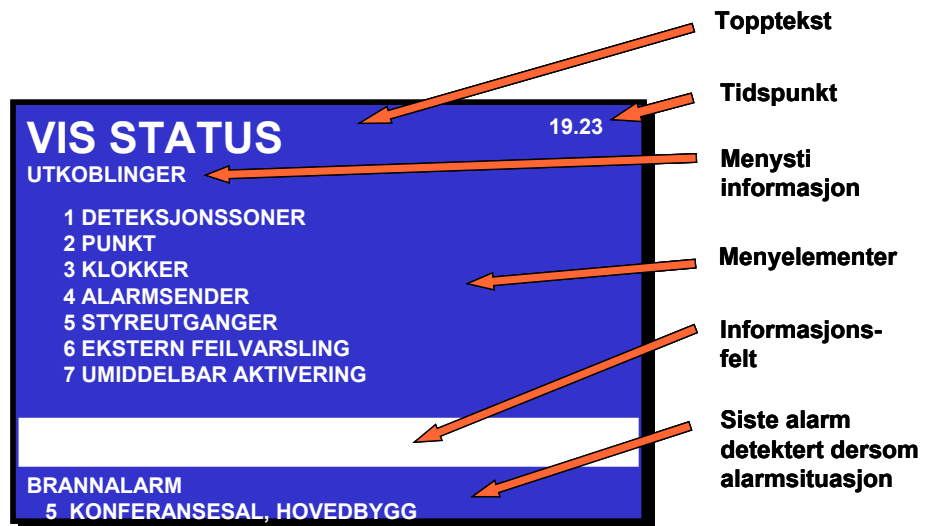 Topptekst
Tidspunkt
VIS STATUS
19.23
UTKOBLINGER
Menysti
informasjon
1 DETEKSJONSSONER
2 PUNKT
3 KLOKKER
4 ALARMSENDER
5 STYREUTGANGER
6 EKSTERN FEILVARSLING
7 UMIDDELBAR AKTIVERING
Menyelementer
Informasjons-
felt
Siste alarm
detektert dersom
alarmsituasjon
BRANNALARM
5 KONFERANSESAL, HOVEDBYGG